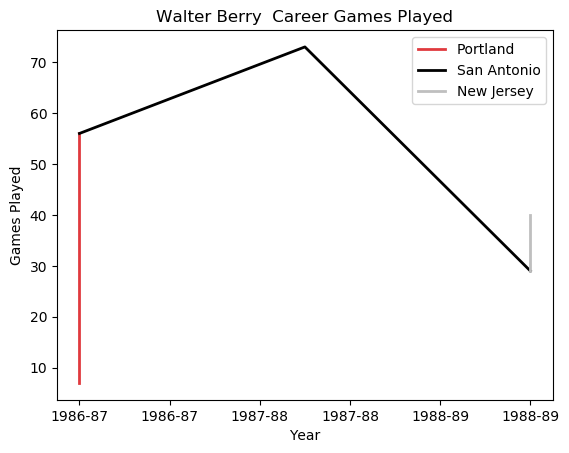 Walter Berry  Career Games Played
Portland
San Antonio
New Jersey
Games Played
70
60
50
40
30
20
10
1986-87 1986-87 1987-88 1987-88 1988-89 1988-89
Year